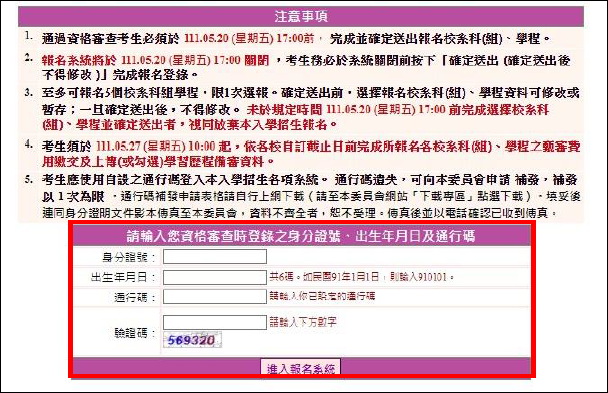 注意事項
1. 通過資格審查考生必須於 111.05.20 (星期五) 17:00前，完成並確定送出報名校系科(組)、學程。
2. 報名系統將於 111.05.20 (星期五) 17:00 關閉，考生務必於系統關閉前按下「確定送出 (確定送出後
不得修改 )」完成報名登錄。
3. 至多可報名5個校系科組學程，限1次選報。確定送出前，選擇報名校系科(組)、學程資料可修改或
暫存；一旦確定送出後，不得修改。未於規定時間 111.05.20 (星期五) 17:00 前完成選擇校系科
(組)、學程並確定送出者，視同放棄本入學招生報名。
4. 考生須於 111.05.27 (星期五) 10:00 起，依各校自訂截止日前完成所報名各校系科(組)、學程之甄審費
用繳交及上傳(或勾選)學習歷程備審資料。
5. 考生應使用自設之通行碼登入本入學招生各項系統。 通行碼遺失，可向本委員會申請 補發，補發
以 1 次為限 。通行碼補發申請表格請自行上網下載（請至本委員會網站「下載專區」點選下載）。填妥後
連同身分證明文件影本傳真至本委員會，資料不齊全者，恕不受理。傳真後並以電話確認已收到傳真。
請輸入您資格審查時登錄之身分證號、出生年月日及通行碼
身分證號：
出生年月日： 共6碼。如民國91年1月1日，則輸入910101。
通行碼： 請輸入你已設定的通行碼
驗證碼： 請輸入下方數字
569320
進入報名系統